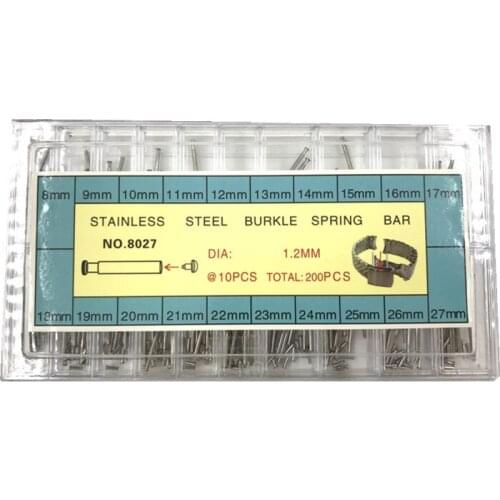 8mm 9mm 10mm 11mm 12mm 13mm 14mm 15mm 16mm 17mm
STAINLESS STEEL BURKLE SPRING BAR
NO.8027
DIA: 1.2MM
@10PCS TOTAL:200PCS
18mm 19mm 20mm 21mm 22mm 23mm 24mm 25mm 26mm 27mm